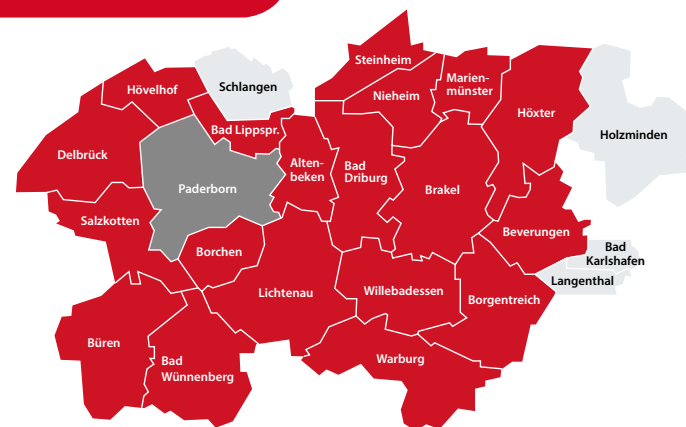 Steinheim
Marien-
münster
Hövelhof
Schlangen
Nieheim
Höxter
Bad Lippspr.
Holzminden
Delbrück
Alten-
beken
Bad
Driburg
Paderborn
Brakel
Salzkotten
Beverungen
Borchen
Bad
Karlshafen
Langenthal
Lichtenau
Willebadessen
Borgentreich
Büren
Bad
Wünnenberg
Warburg